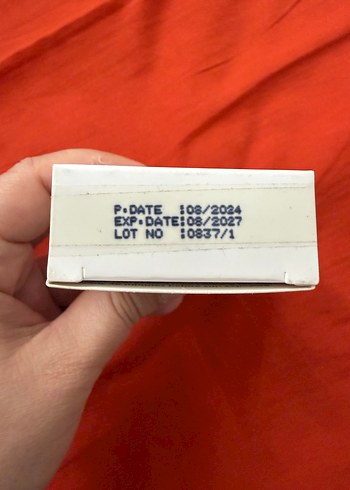 P.DATE :08/2024
EXP.DATE:08/2027
LOT NO :0837/1